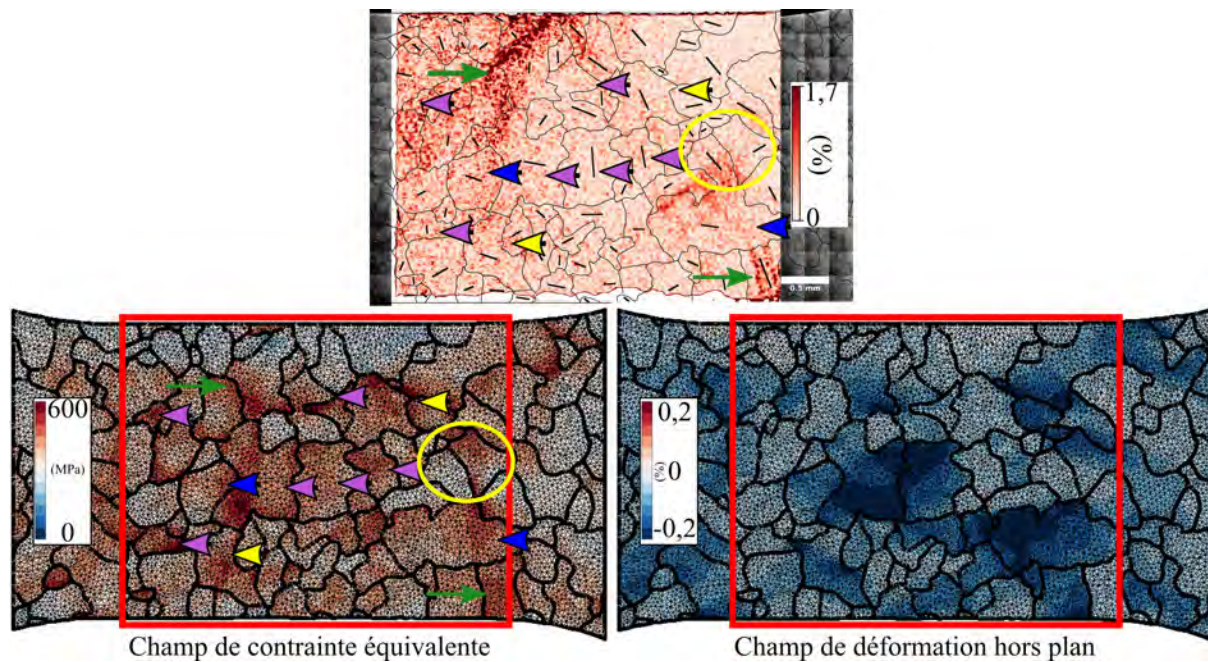 1,7
(%)
0
0.5 mm
600
(MPa)
0
0,2
(%)
0
-0,2
Champ de contrainte équivalente
Champ de déformation hors plan